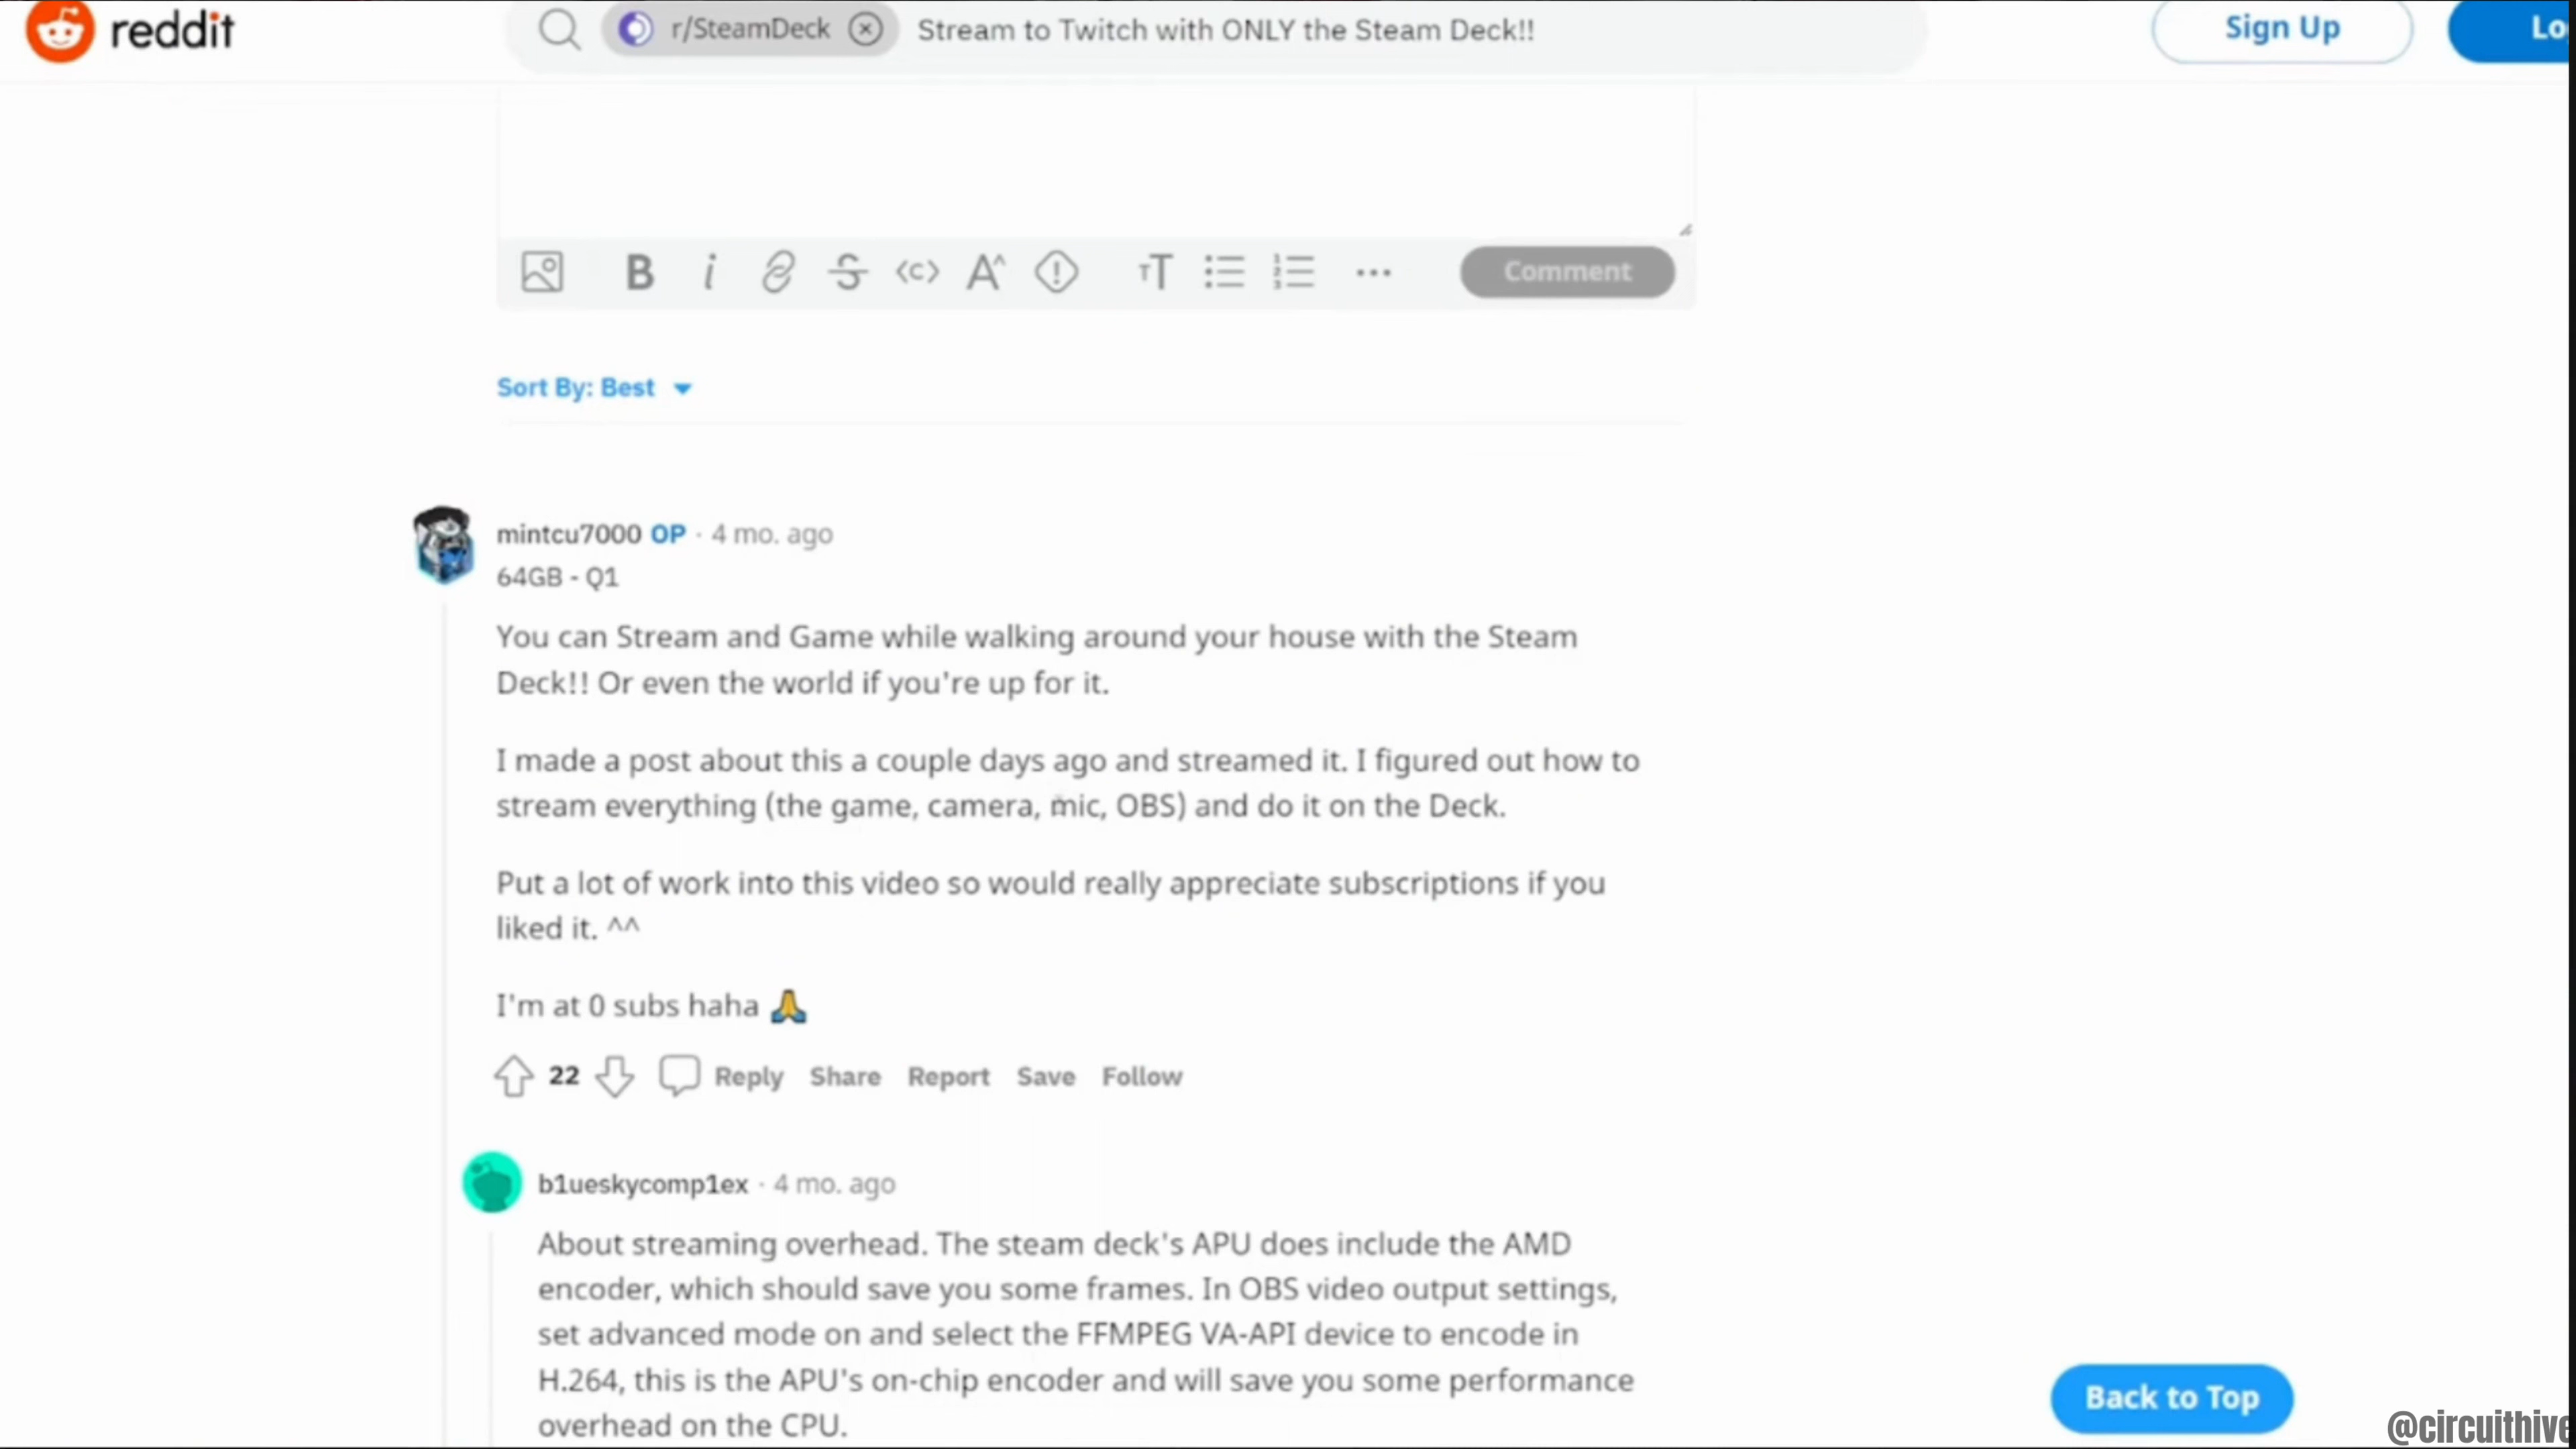 reddit
r/SteamDeck
Stream to Twitch with ONLY the Steam Deck!!
Sign Up
Lo
B i S <c> A^ TT ...
Comment
Sort By: Best
mintcu7000 OP · 4 mo. ago
64GB - Q1
You can Stream and Game while walking around your house with the Steam
Deck!! Or even the world if you're up for it.
I made a post about this a couple days ago and streamed it. I figured out how to
stream everything (the game, camera, mic, OBS) and do it on the Deck.
Put a lot of work into this video so would really appreciate subscriptions if you
liked it. ^^
I'm at 0 subs haha 🙏
22 Reply Share Report Save Follow
b1ueskycomp1ex · 4 mo. ago
About streaming overhead. The steam deck's APU does include the AMD
encoder, which should save you some frames. In OBS video output settings,
set advanced mode on and select the FFMPEG VA-API device to encode in
H.264, this is the APU's on-chip encoder and will save you some performance
overhead on the CPU.
Back to Top
@circuithive